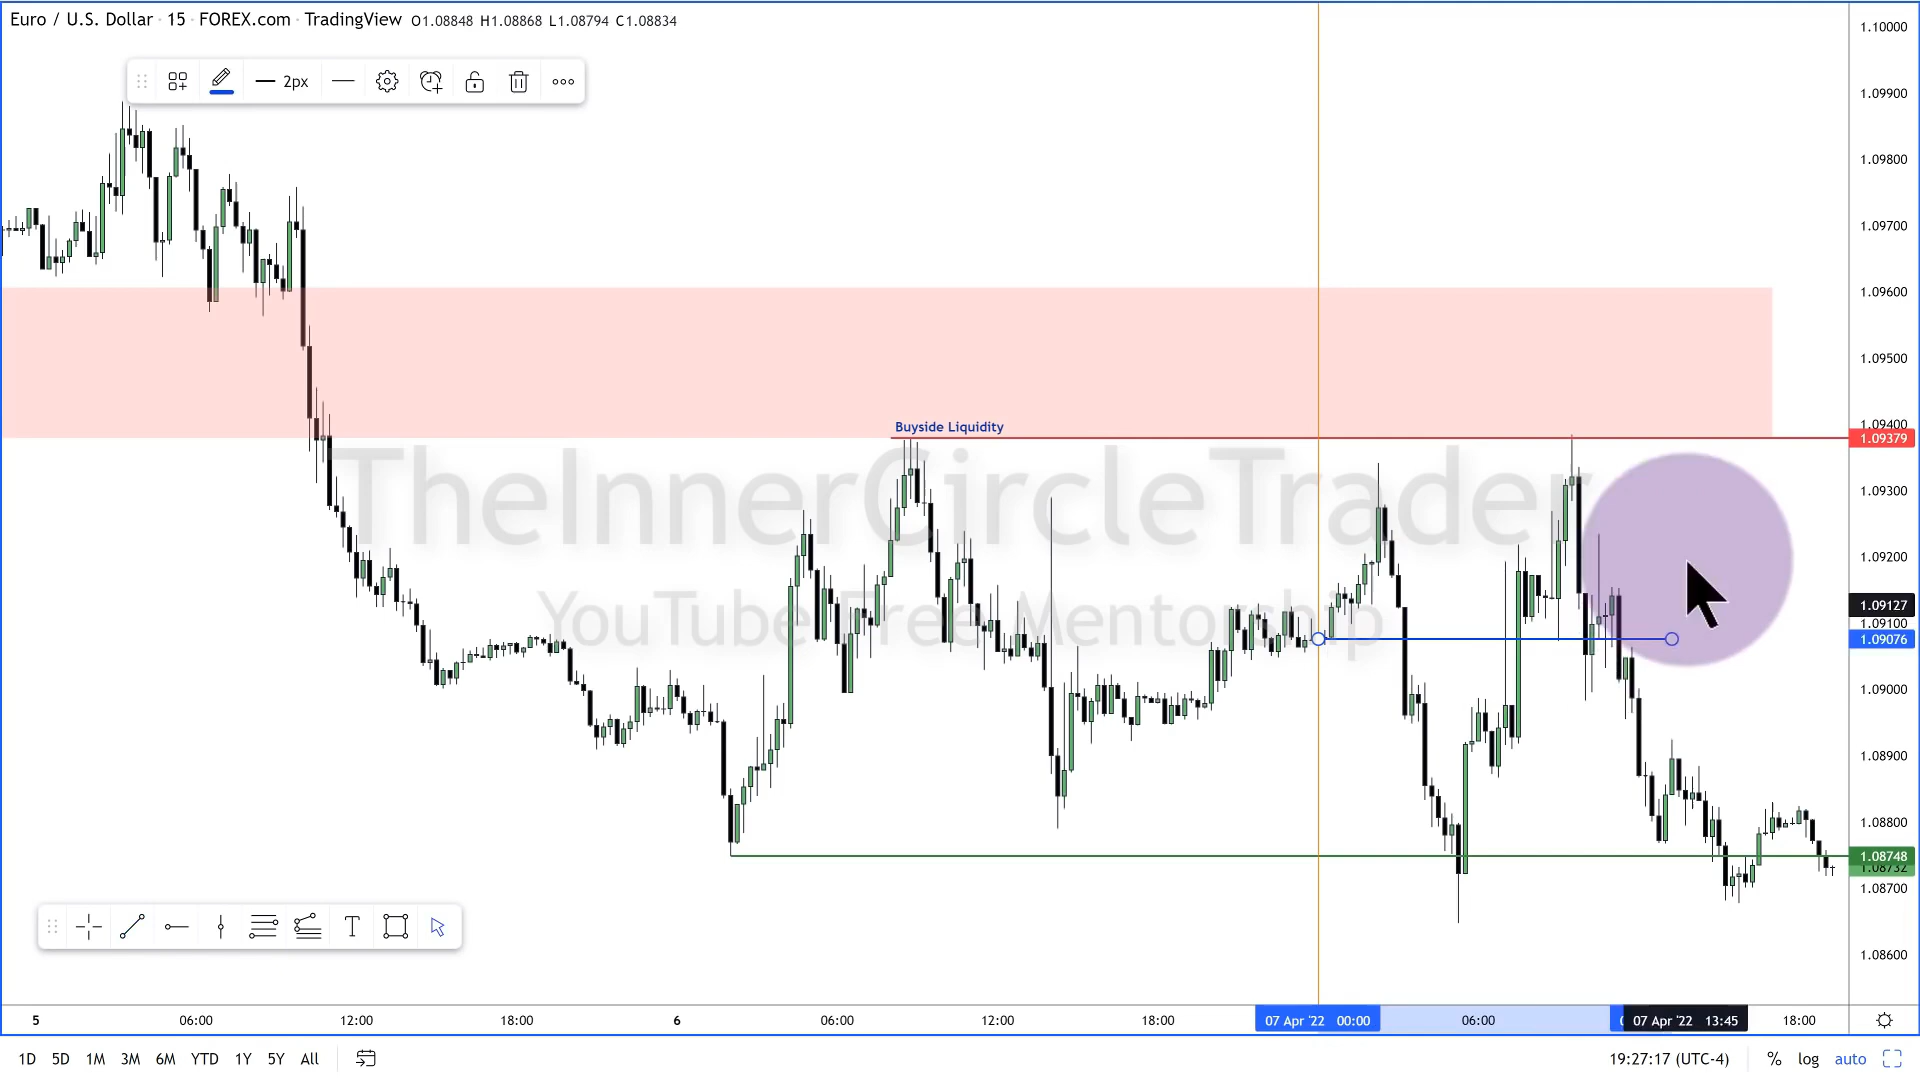 Euro / U.S. Dollar · 15 · FOREX.com · TradingView O1.08848 H1.08868 L1.08794 C1.08834
2px
1.10000
1.09900
1.09800
1.09700
1.09600
1.09500
1.09400
1.09379
1.09300
1.09200
1.09127
1.09100
1.09076
1.09000
1.08900
1.08800
1.08748
1.08732
1.08700
1.08600
Buyside Liquidity
TheInnerCircleTrader
YouTube Free Mentorship
5 06:00 12:00 18:00 6 06:00 12:00 18:00 07 Apr '22 00:00 06:00 07 Apr '22 13:45 18:00
1D 5D 1M 3M 6M YTD 1Y 5Y All 19:27:17 (UTC-4) % log auto